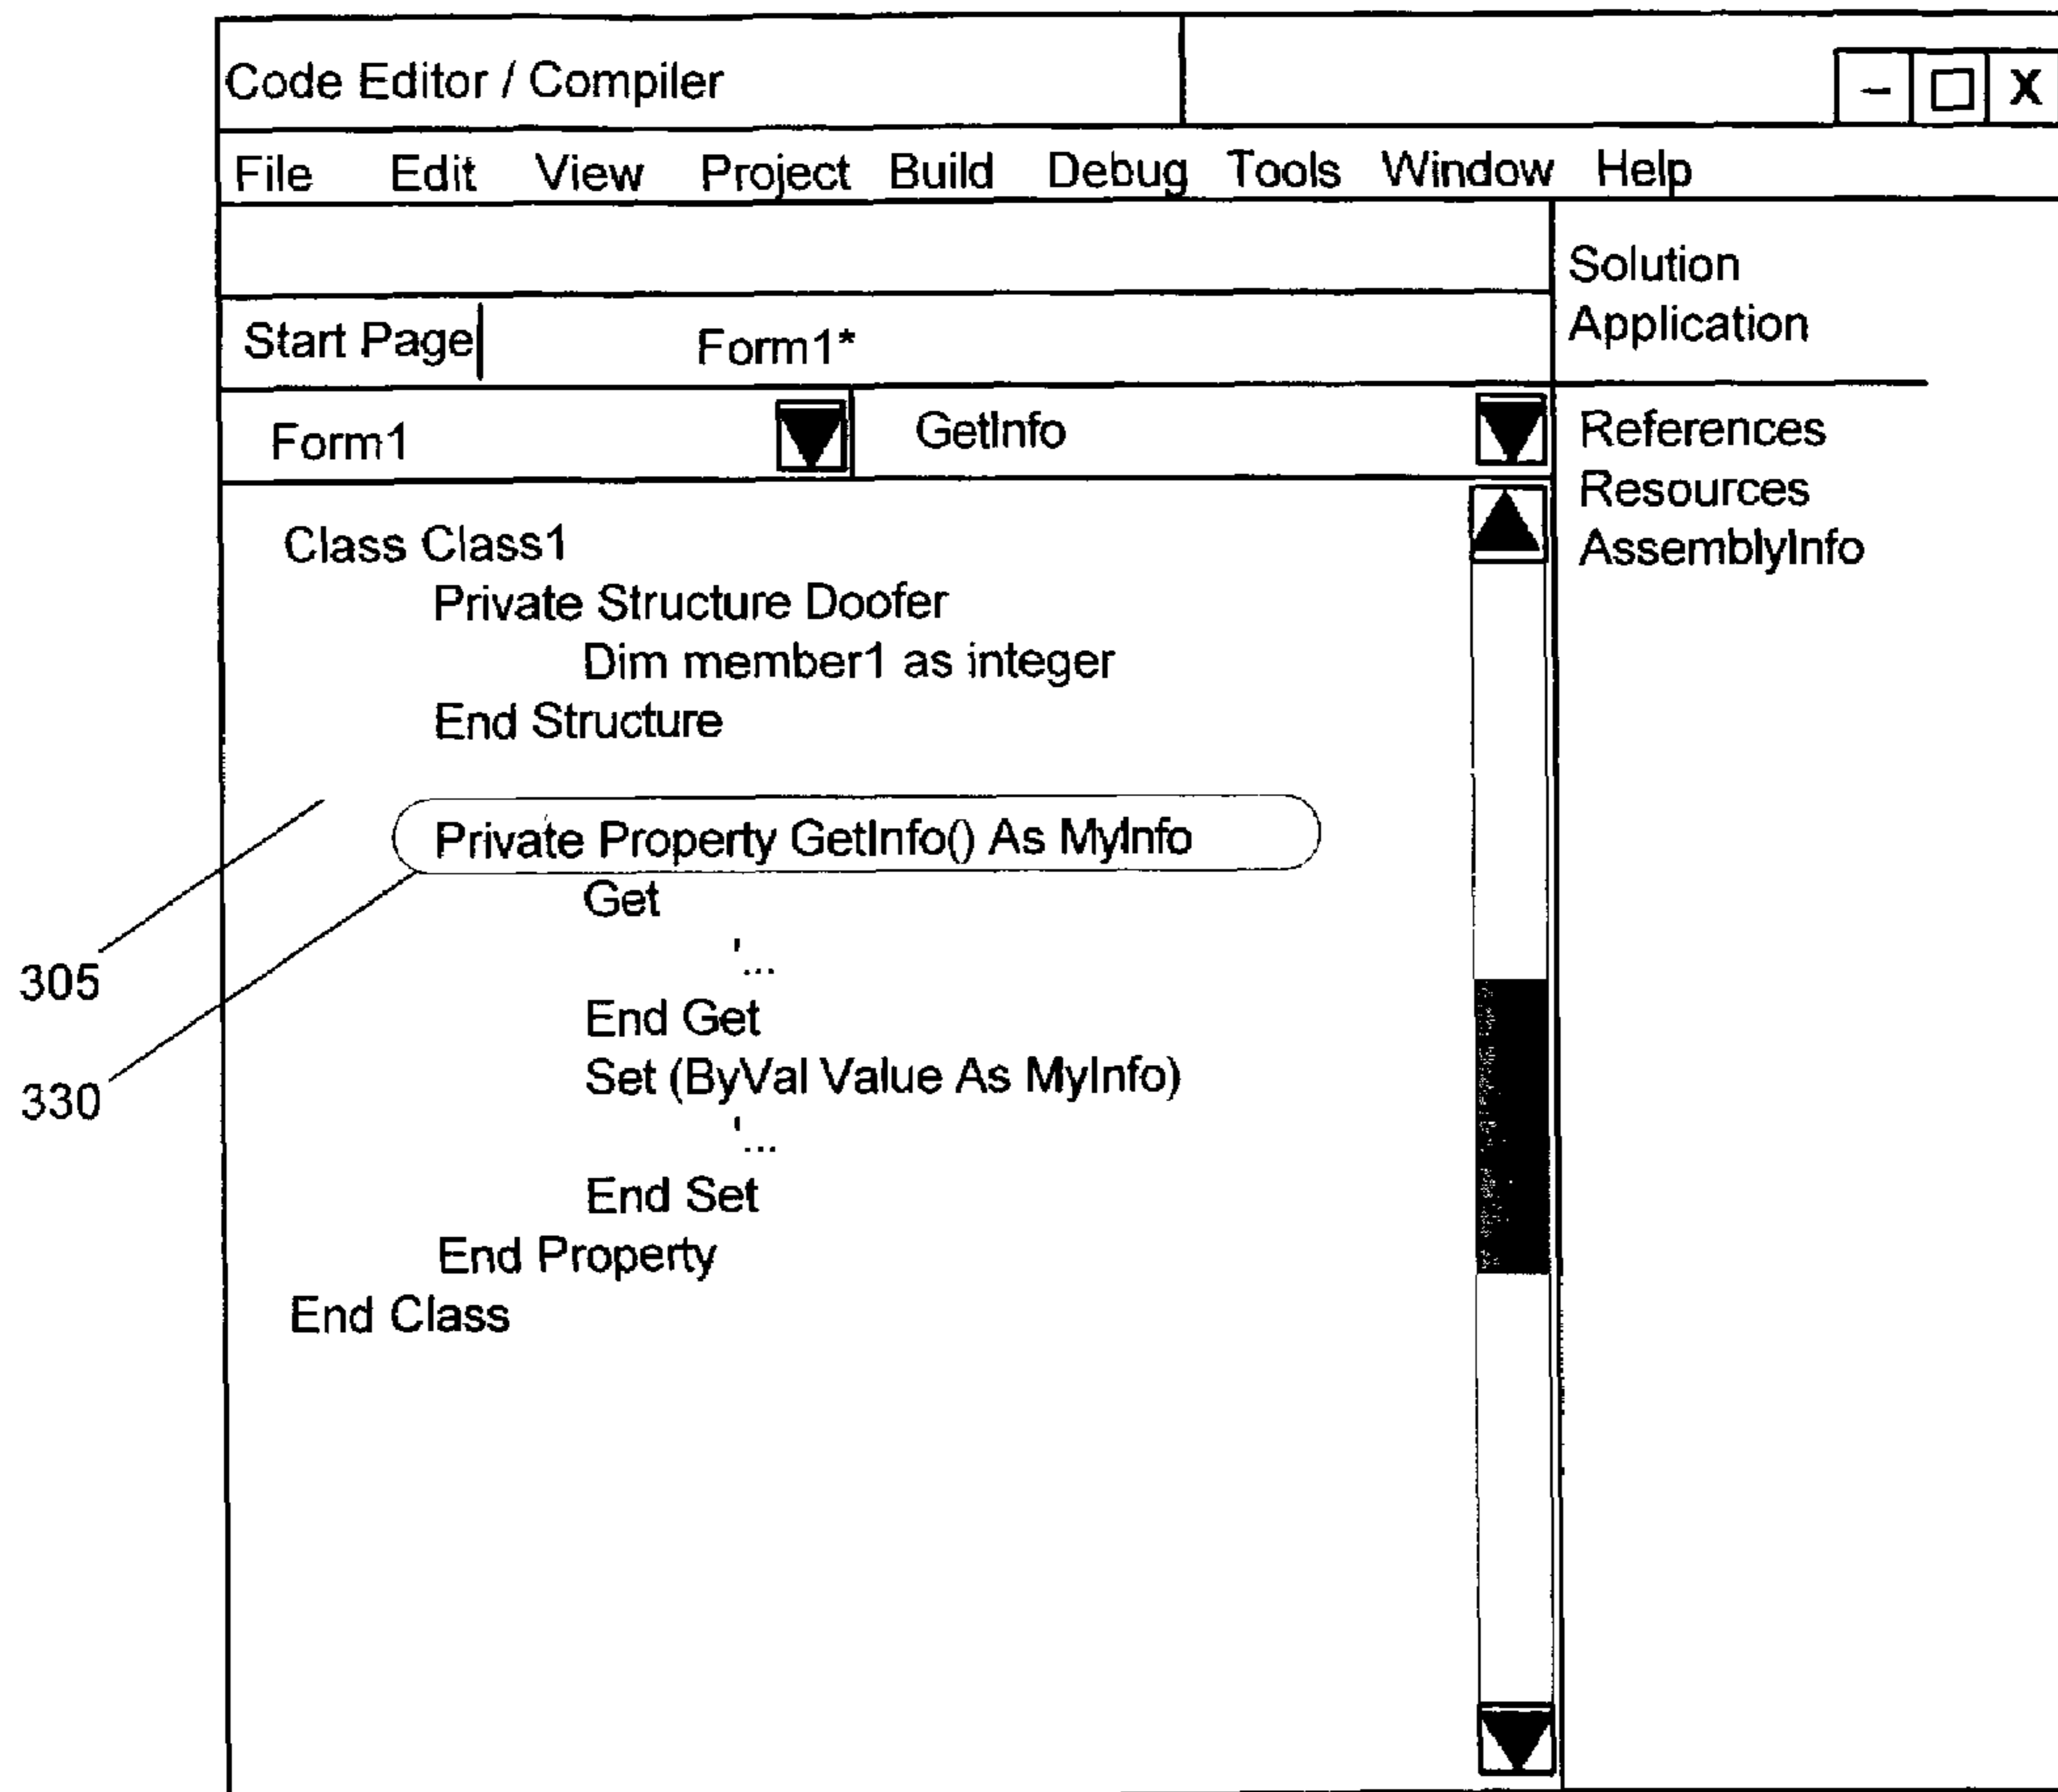 Code Editor / Compiler
- X
File Edit View Project Build Debug Tools Window Help
Solution
Application
Start Page Form1*
Form1 GetInfo
References
Resources
AssemblyInfo
Class Class1
Private Structure Doofer
Dim member1 as integer
End Structure
Private Property GetInfo() As MyInfo
Get
'...
End Get
Set (ByVal Value As MyInfo)
'...
End Set
End Property
End Class
305
330